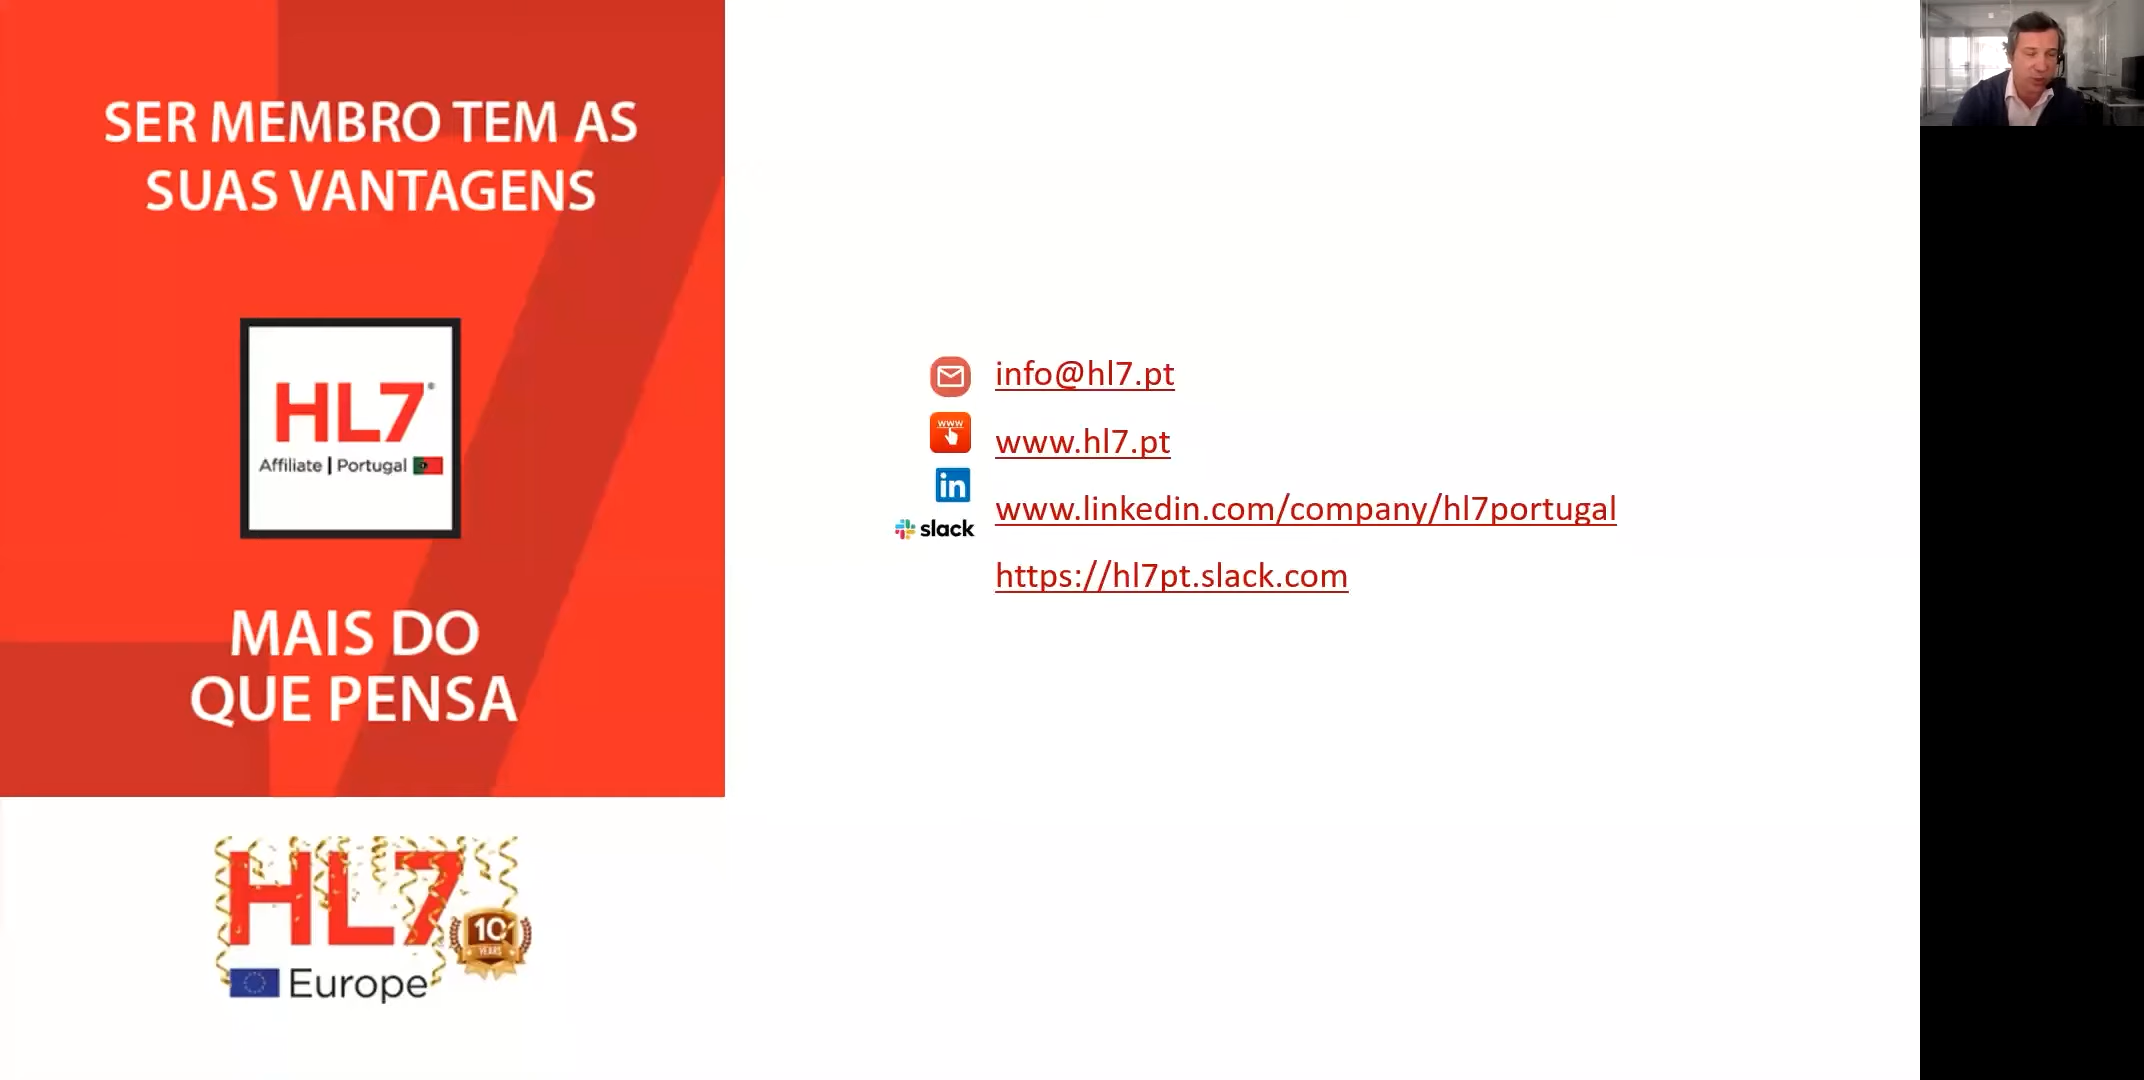 SER MEMBRO TEM AS
SUAS VANTAGENS
HL7®
Affiliate | Portugal
MAIS DO
QUE PENSA
HL7
10
YEARS
Europe
info@hl7.pt
www
www.hl7.pt
in
www.linkedin.com/company/hl7portugal
slack
https://hl7pt.slack.com